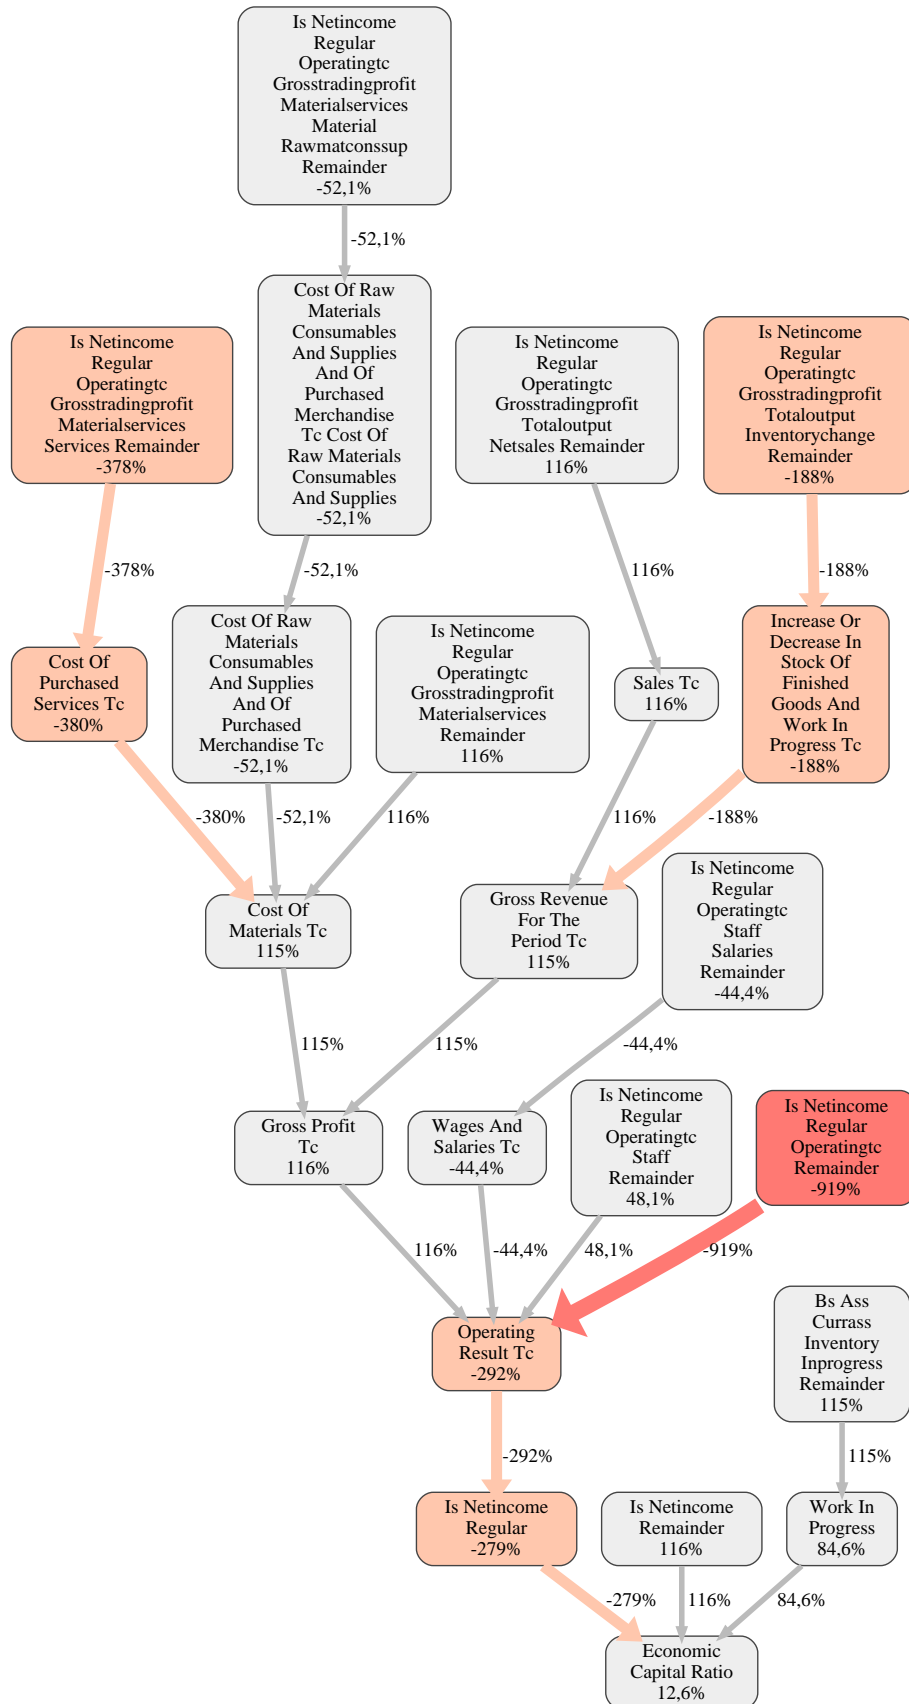 Is Netincome
Regular
Operatingtc
Grosstradingprofit
Materialservices
Material
Rawmatconssup
Remainder
-52,1%
-52,1%
Cost Of Raw
Materials
Consumables
And Supplies
And Of
Purchased
Merchandise
Tc Cost Of
Raw Materials
Consumables
And Supplies
-52,1%
Is Netincome
Regular
Operatingtc
Grosstradingprofit
Materialservices
Services Remainder
-378%
Is Netincome
Regular
Operatingtc
Grosstradingprofit
Totaloutput
Netsales Remainder
116%
Is Netincome
Regular
Operatingtc
Grosstradingprofit
Totaloutput
Inventorychange
Remainder
-188%
-378%
-52,1%
116%
-188%
Cost Of
Purchased
Services Tc
-380%
Cost Of Raw
Materials
Consumables
And Supplies
And Of
Purchased
Merchandise Tc
-52,1%
Is Netincome
Regular
Operatingtc
Grosstradingprofit
Materialservices
Remainder
116%
Sales Tc
116%
Increase Or
Decrease In
Stock Of
Finished
Goods And
Work In
Progress Tc
-188%
-380%
-52,1%
116%
116%
-188%
Cost Of
Materials Tc
115%
Gross Revenue
For The
Period Tc
115%
Is Netincome
Regular
Operatingtc
Staff
Salaries
Remainder
-44,4%
115%
115%
-44,4%
Gross Profit
Tc
116%
Wages And
Salaries Tc
-44,4%
Is Netincome
Regular
Operatingtc
Staff
Remainder
48,1%
Is Netincome
Regular
Operatingtc
Remainder
-919%
116%
-44,4%
48,1%
-919%
Operating
Result Tc
-292%
Bs Ass
Currass
Inventory
Inprogress
Remainder
115%
-292%
115%
Is Netincome
Regular
-279%
Is Netincome
Remainder
116%
Work In
Progress
84,6%
-279%
116%
84,6%
Economic
Capital Ratio
12,6%